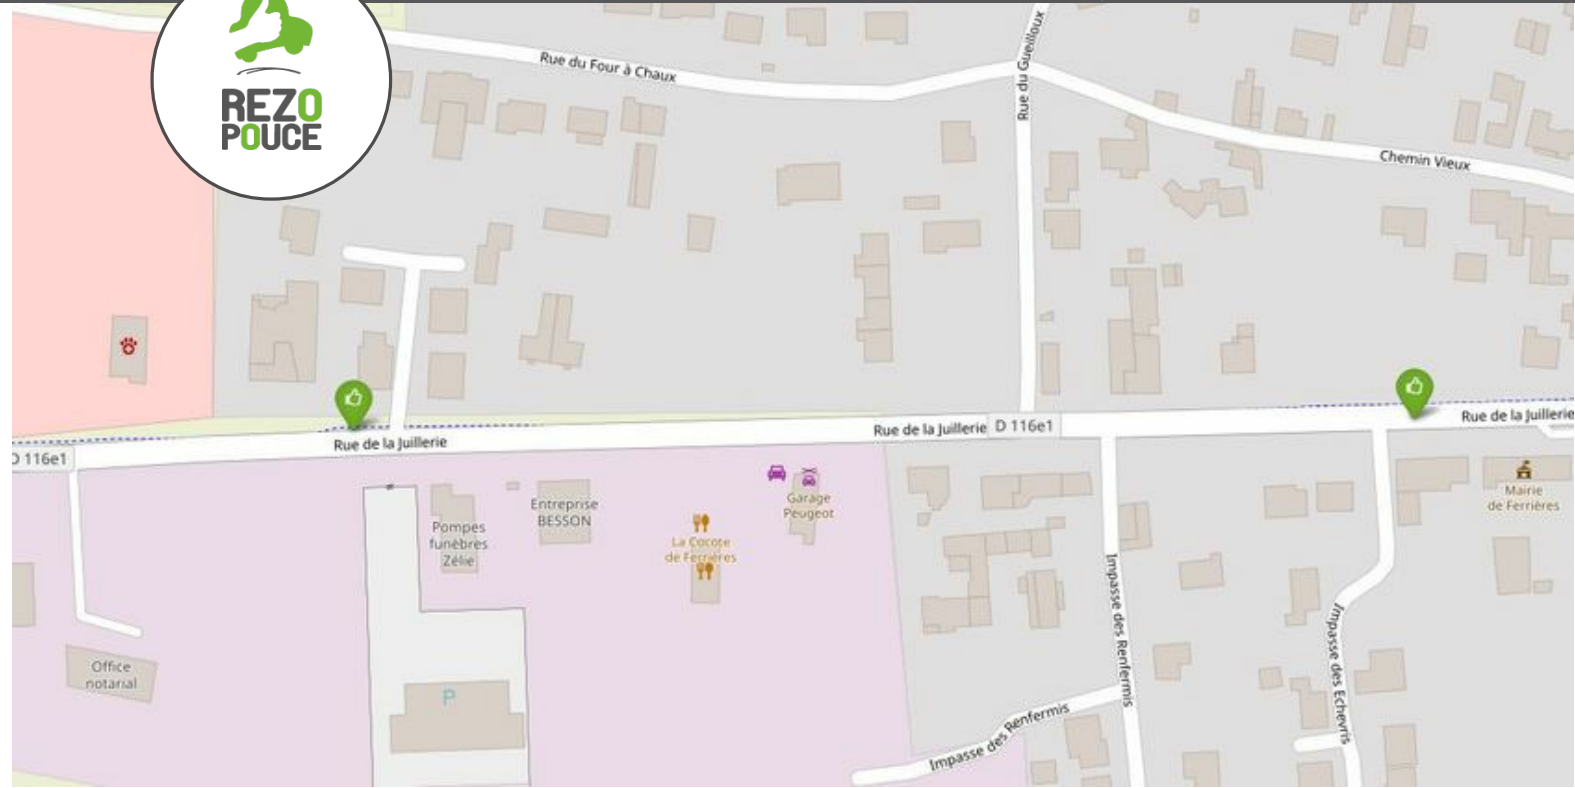 REZO
POUCE
Rue du Four à Chaux
Rue du Gueilloux
Chemin Vieux
Rue de la Juillerie
D 116e1
Rue de la Juillerie
D 116e1
Rue de la Juillerie
Pompes
funèbres
Zélie
Entreprise
BESSON
La Cocote
de Ferrières
Garage
Peugeot
Mairie
de Ferrières
Office
notarial
P
Impasse des Renfermis
Impasse des Renfermis
Impasse des Echevris